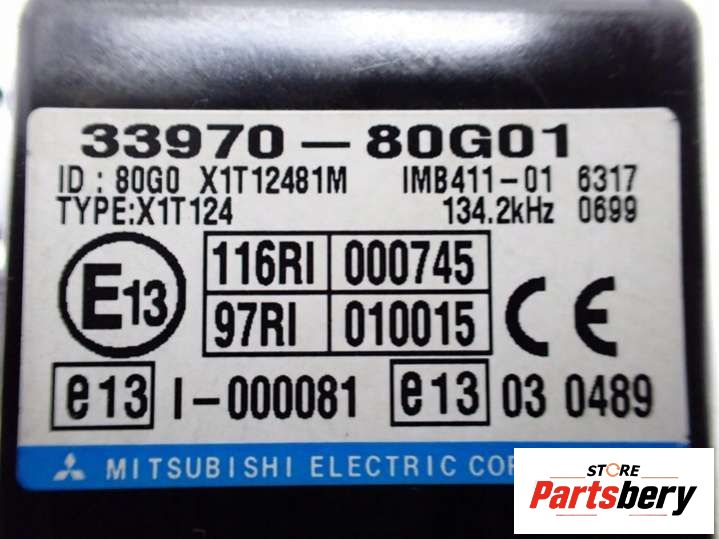 33970-80G01
ID : 80G0 X1T12481M IMB411-01 6317
TYPE:X1T124 134.2kHz 0699
E13 116RI 000745 CE
97RI 010015
e13 I-000081 e13 03 0489
MITSUBISHI ELECTRIC
STORE
Partsbery